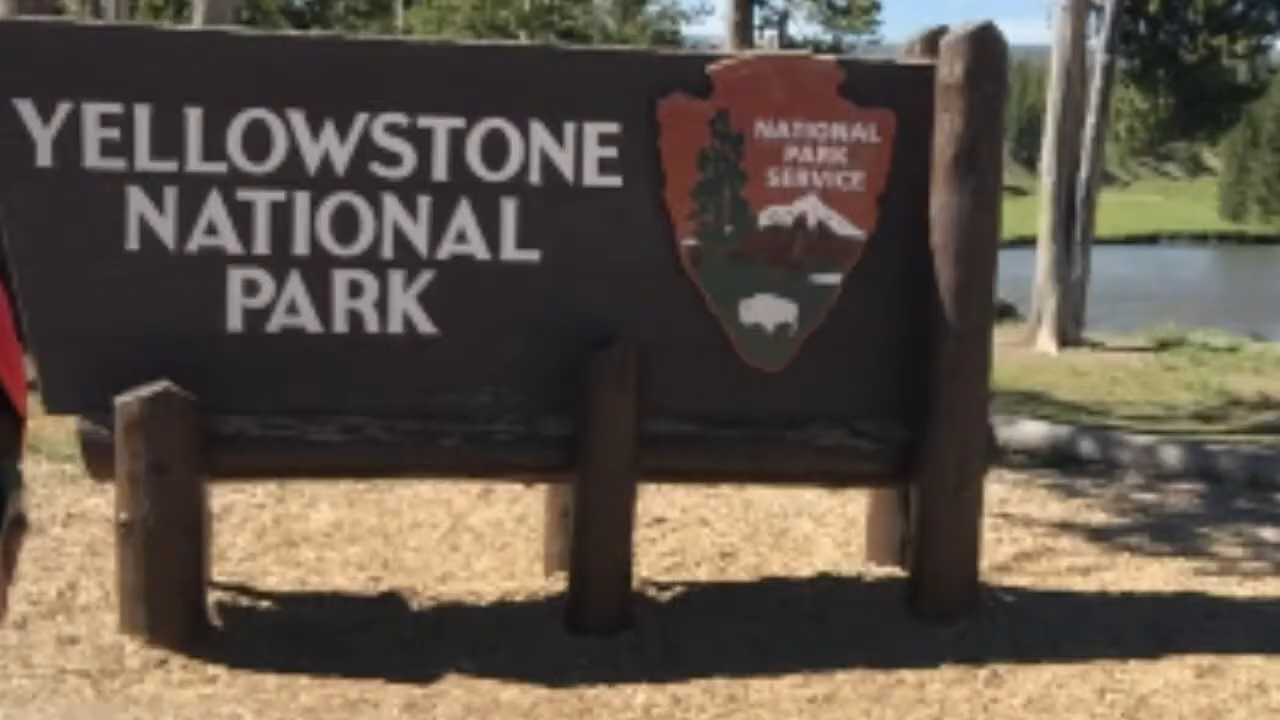 YELLOWSTONE
NATIONAL
PARK
NATIONAL
PARK
SERVICE